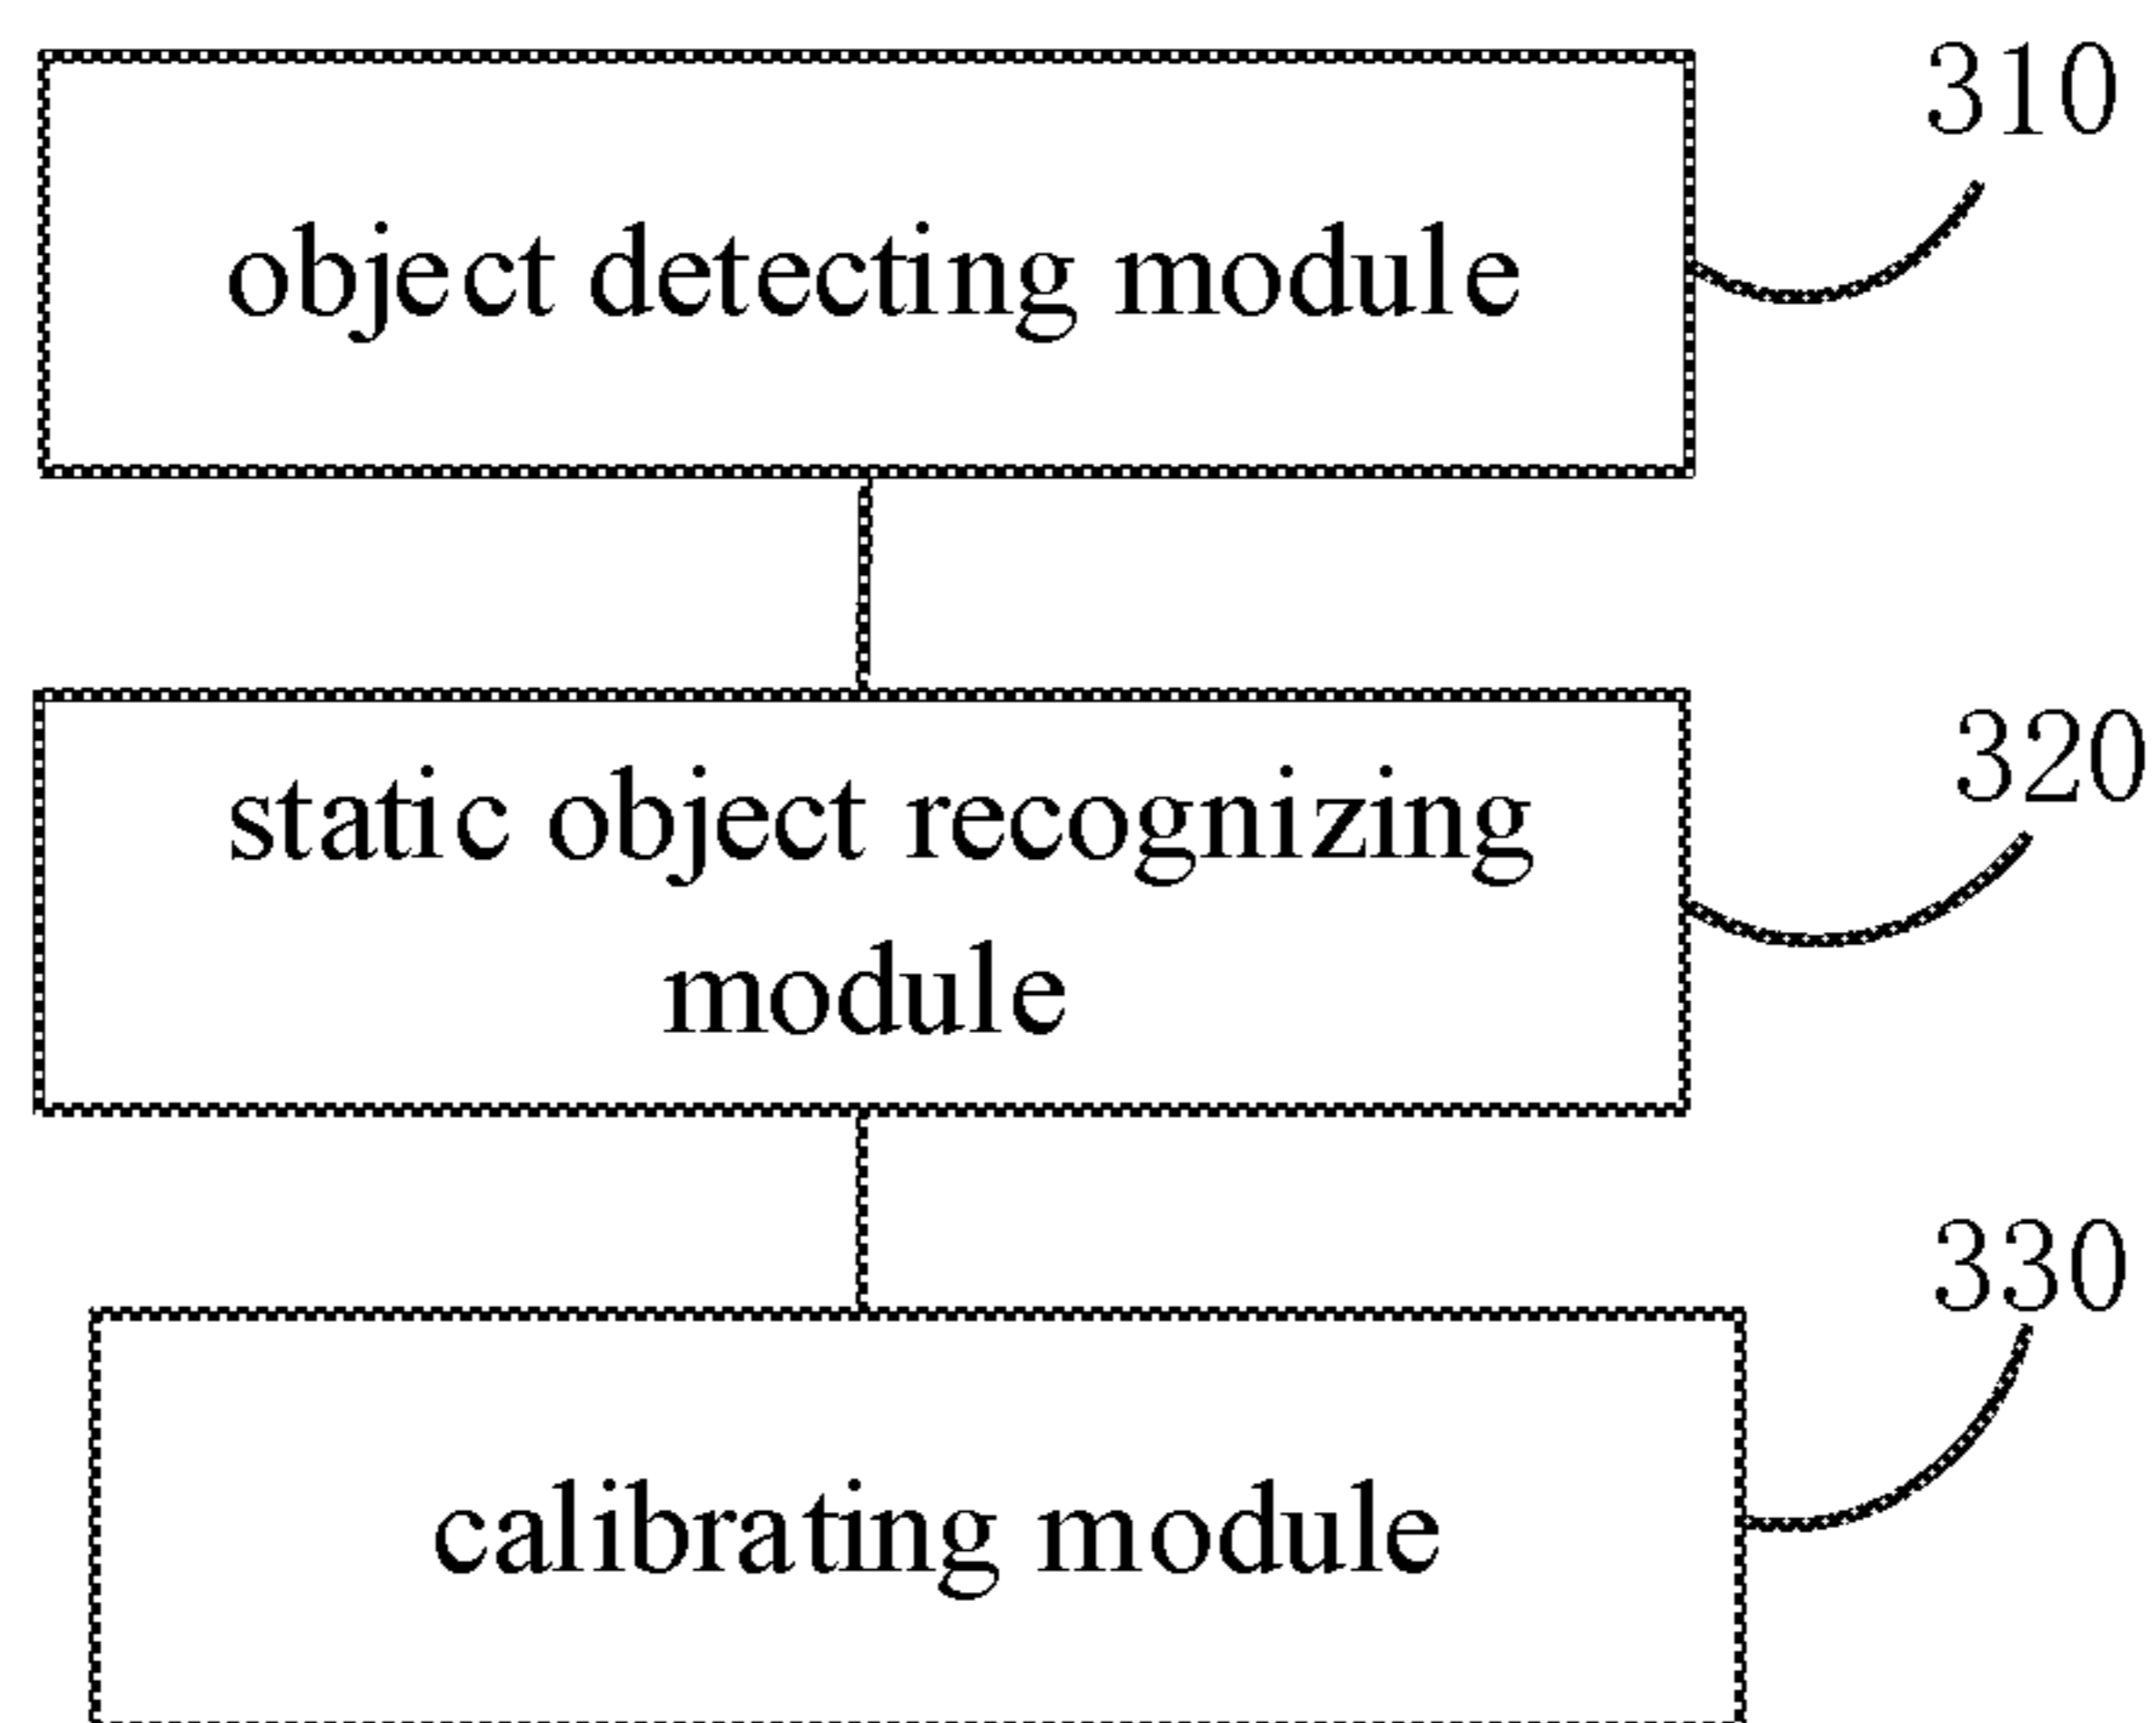 310
object detecting module
320
static object recognizing
module
330
calibrating module